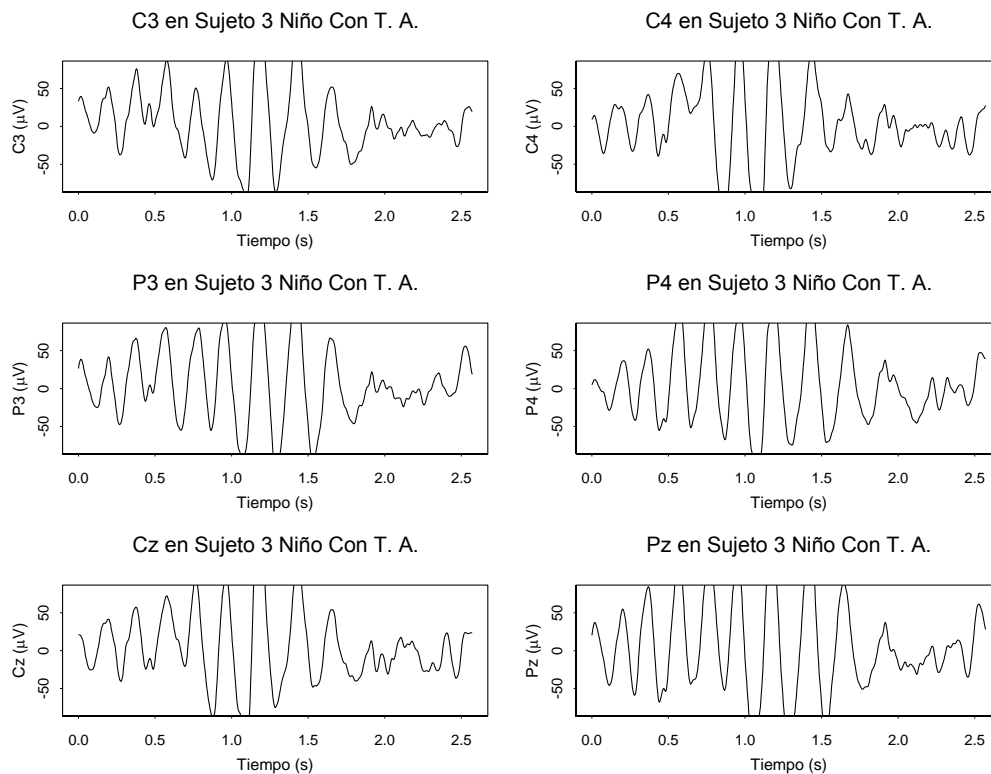 C3 en Sujeto 3 Niño Con T. A.
C3 (µV)
50
0
-50
0.0 0.5 1.0 1.5 2.0 2.5
Tiempo (s)
C4 en Sujeto 3 Niño Con T. A.
C4 (µV)
50
0
-50
0.0 0.5 1.0 1.5 2.0 2.5
Tiempo (s)
P3 en Sujeto 3 Niño Con T. A.
P3 (µV)
50
0
-50
0.0 0.5 1.0 1.5 2.0 2.5
Tiempo (s)
P4 en Sujeto 3 Niño Con T. A.
P4 (µV)
50
0
-50
0.0 0.5 1.0 1.5 2.0 2.5
Tiempo (s)
Cz en Sujeto 3 Niño Con T. A.
Cz (µV)
50
0
-50
0.0 0.5 1.0 1.5 2.0 2.5
Tiempo (s)
Pz en Sujeto 3 Niño Con T. A.
Pz (µV)
50
0
-50
0.0 0.5 1.0 1.5 2.0 2.5
Tiempo (s)